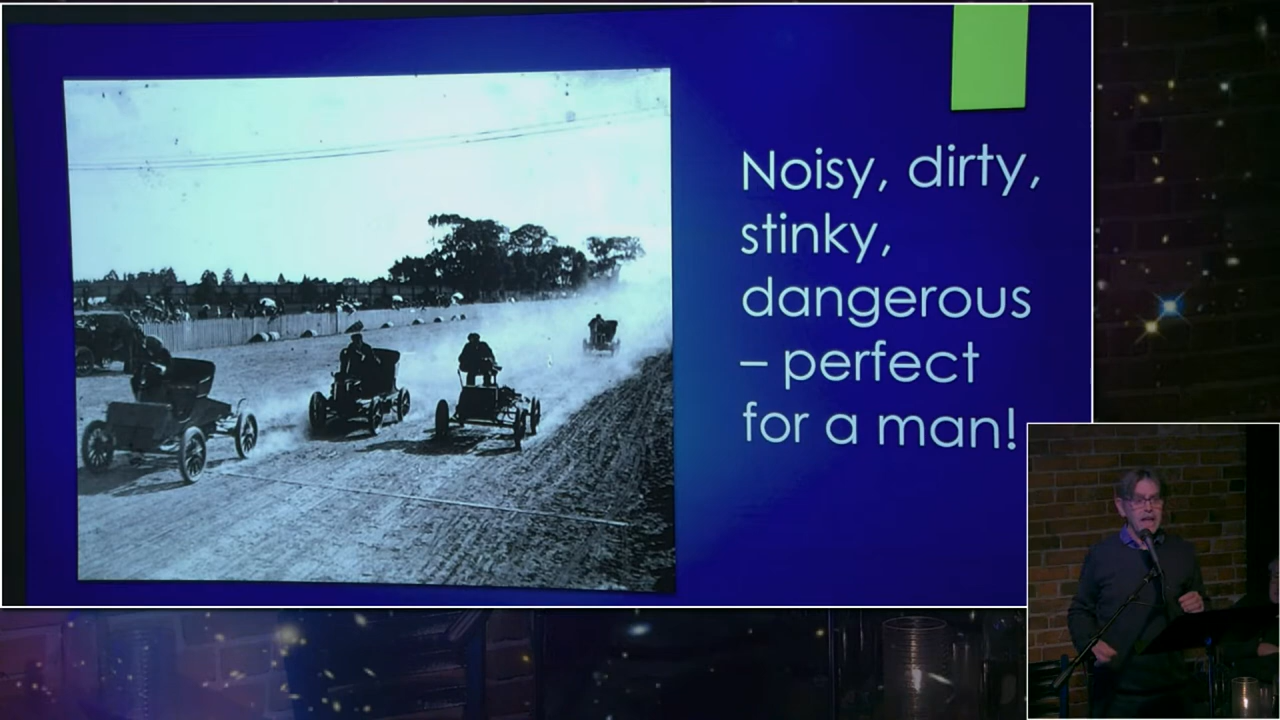 Noisy, dirty,
stinky,
dangerous
– perfect
for a man!